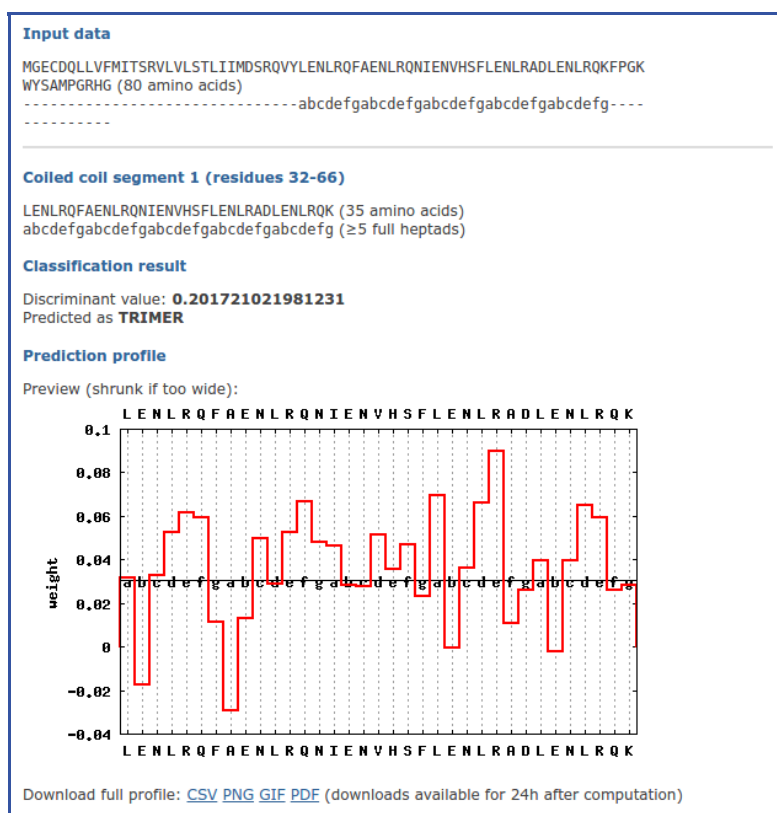 Input data
MGECDQLLVFMITSRVLVLSTLIIMDSRQVYLENLRQFAENLRQNIENVHSFLENLRADLENLRQKFPGK
WYSAMPGRHG (80 amino acids)
-------------------------------abcdefgabcdefgabcdefgabcdefgabcdefg----
----------
Coiled coil segment 1 (residues 32-66)
LENLRQFAENLRQNIENVHSFLENLRADLENLRQK (35 amino acids)
abcdefgabcdefgabcdefgabcdefgabcdefg (≥5 full heptads)
Classification result
Discriminant value: 0.201721021981231
Predicted as TRIMER
Prediction profile
Preview (shrunk if too wide):
L E N L R Q F A E N L R Q N I E N V H S F L E N L R A D L E N L R Q K
0.1
0.08
0.06
0.04
a b c d e f g a b c d e f g a b c d e f g a b c d e f g a b c d e f g
weight
0.02
0
-0.02
-0.04
L E N L R Q F A E N L R Q N I E N V H S F L E N L R A D L E N L R Q K
Download full profile: CSV PNG GIF PDF (downloads available for 24h after computation)